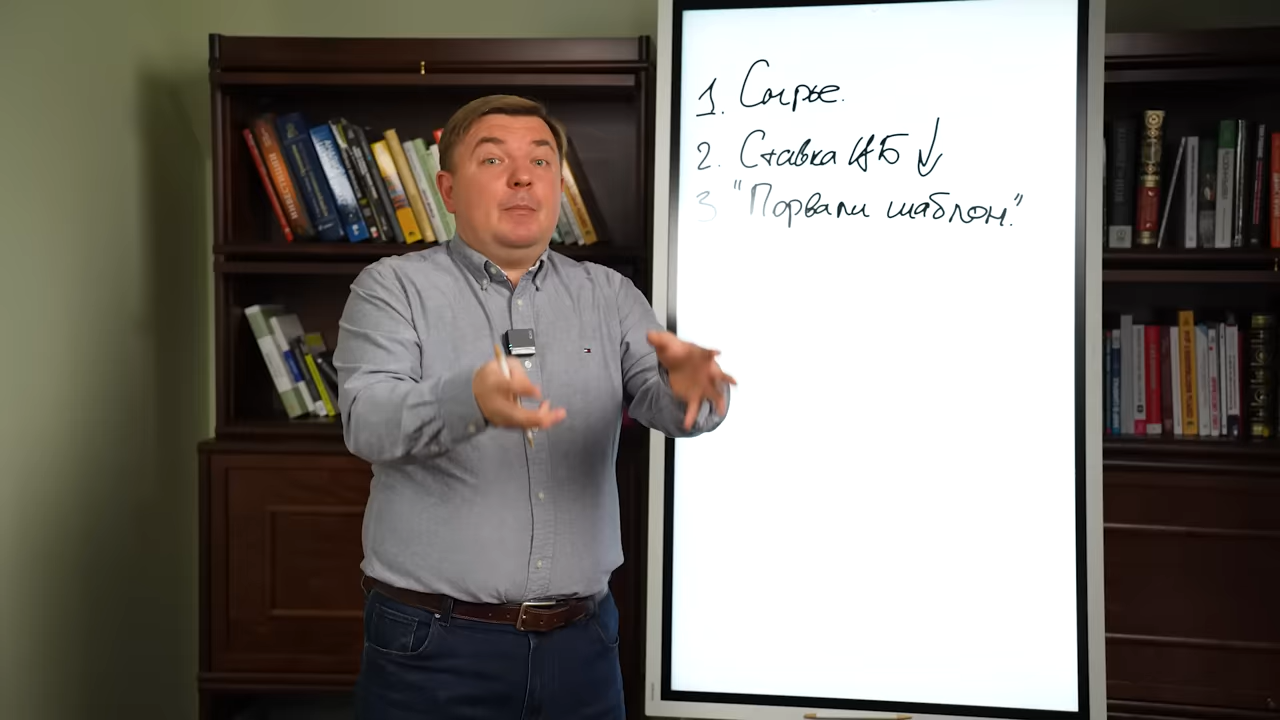 1. Сырье.
2. Ставка ЦБ ↓
3 "Порвали шаблон."